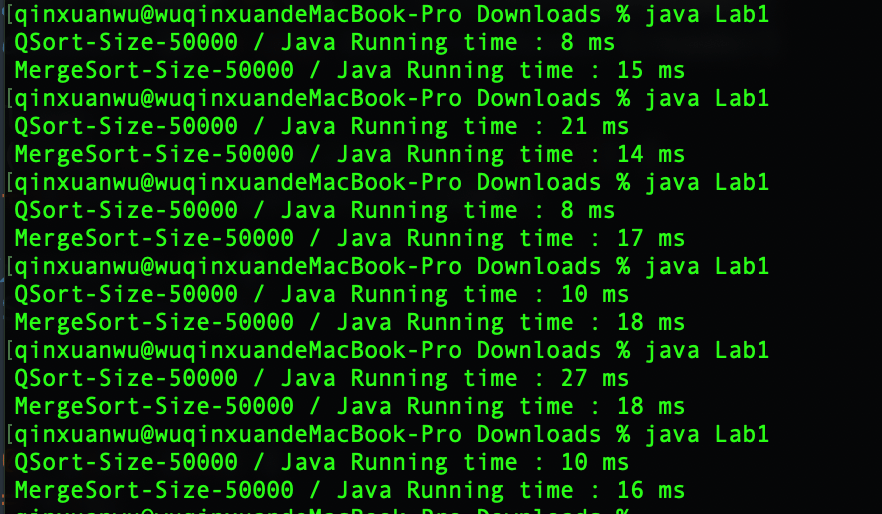 [qinxuanwu@wuqinxuandeMacBook-Pro Downloads % java Lab1
QSort-Size-50000 / Java Running time : 8 ms
MergeSort-Size-50000 / Java Running time : 15 ms
[qinxuanwu@wuqinxuandeMacBook-Pro Downloads % java Lab1
QSort-Size-50000 / Java Running time : 21 ms
MergeSort-Size-50000 / Java Running time : 14 ms
[qinxuanwu@wuqinxuandeMacBook-Pro Downloads % java Lab1
QSort-Size-50000 / Java Running time : 8 ms
MergeSort-Size-50000 / Java Running time : 17 ms
[qinxuanwu@wuqinxuandeMacBook-Pro Downloads % java Lab1
QSort-Size-50000 / Java Running time : 10 ms
MergeSort-Size-50000 / Java Running time : 18 ms
[qinxuanwu@wuqinxuandeMacBook-Pro Downloads % java Lab1
QSort-Size-50000 / Java Running time : 27 ms
MergeSort-Size-50000 / Java Running time : 18 ms
[qinxuanwu@wuqinxuandeMacBook-Pro Downloads % java Lab1
QSort-Size-50000 / Java Running time : 10 ms
MergeSort-Size-50000 / Java Running time : 16 ms
qinxuanwu@wuqinxuandeMacBook-Pro Downloads %